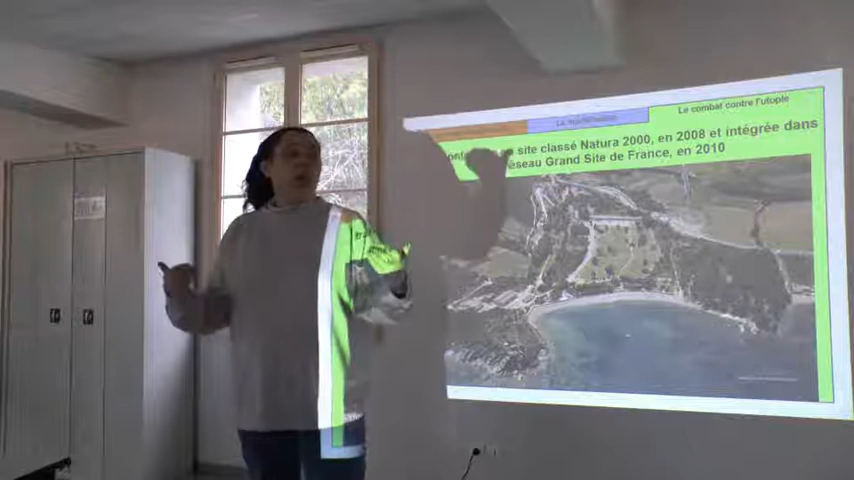 Le combat contre l'utopie
site classé Natura 2000, en 2008 et intégrée dans
Réseau Grand Site de France, en 2010